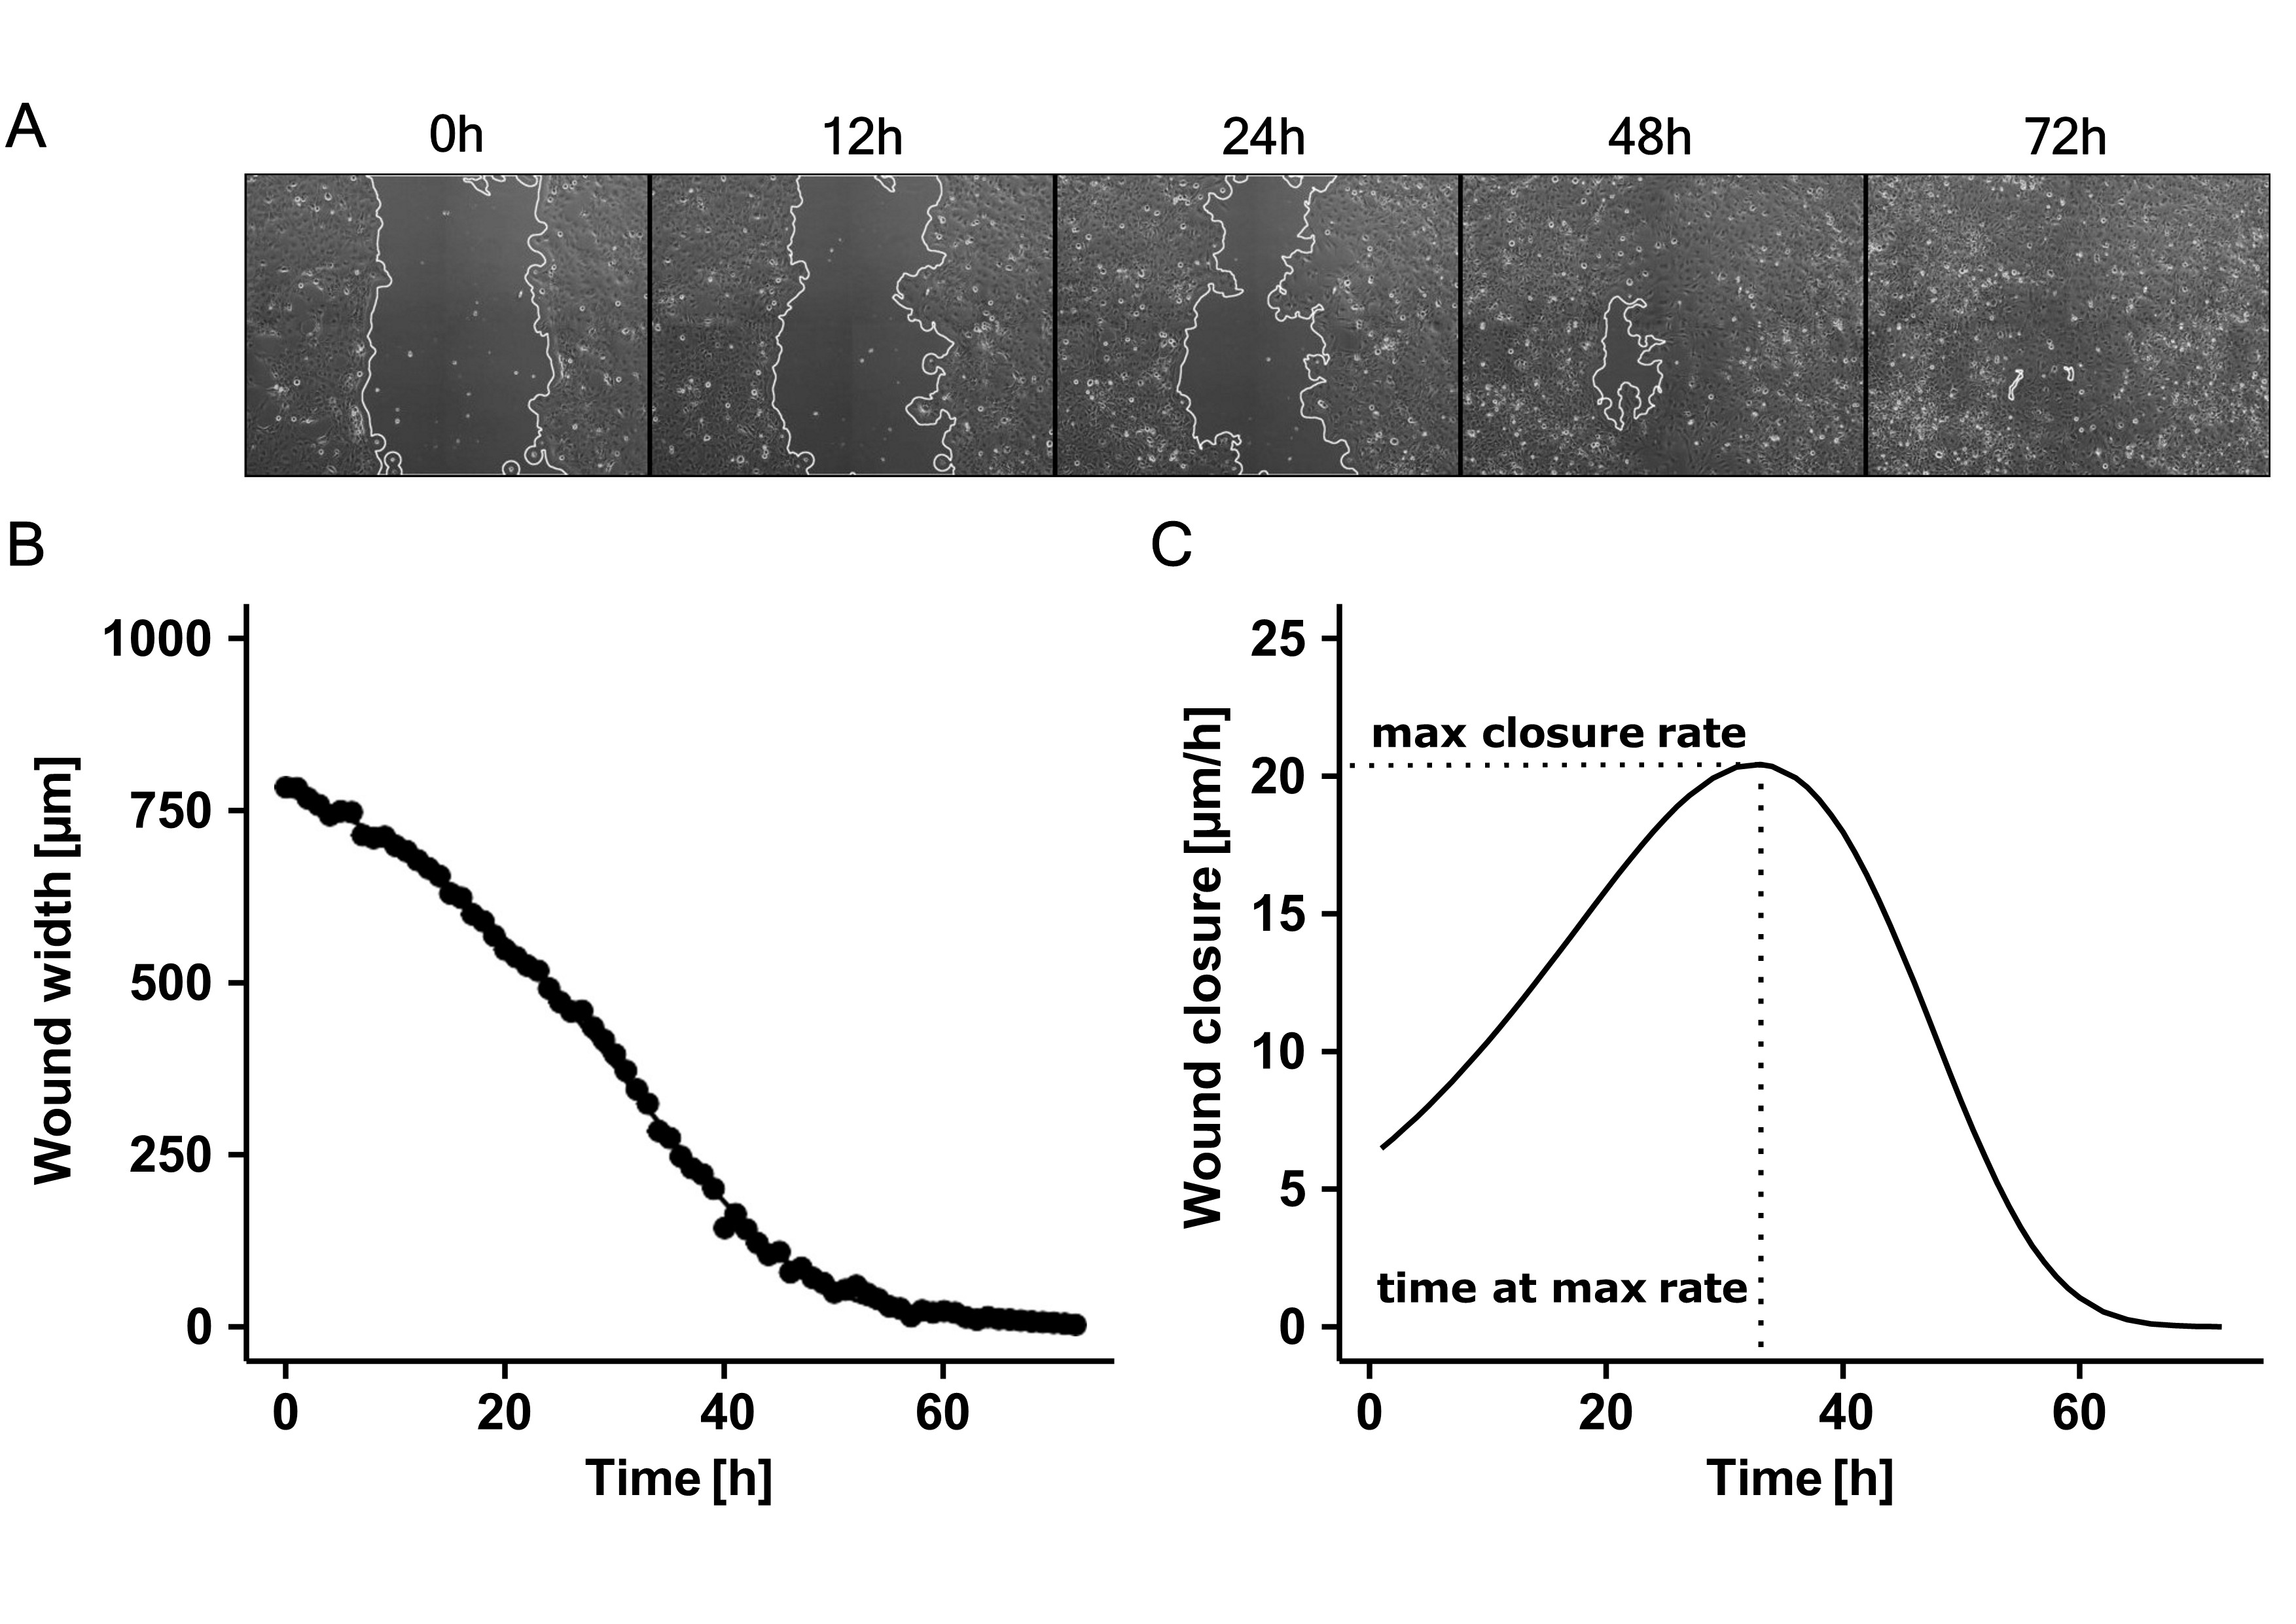 A
0h 12h 24h 48h 72h
B
1000
750
500
250
0
Wound width [µm]
0 20 40 60
Time [h]
C
25
20
15
10
5
0
Wound closure [µm/h]
max closure rate
time at max rate
0 20 40 60
Time [h]